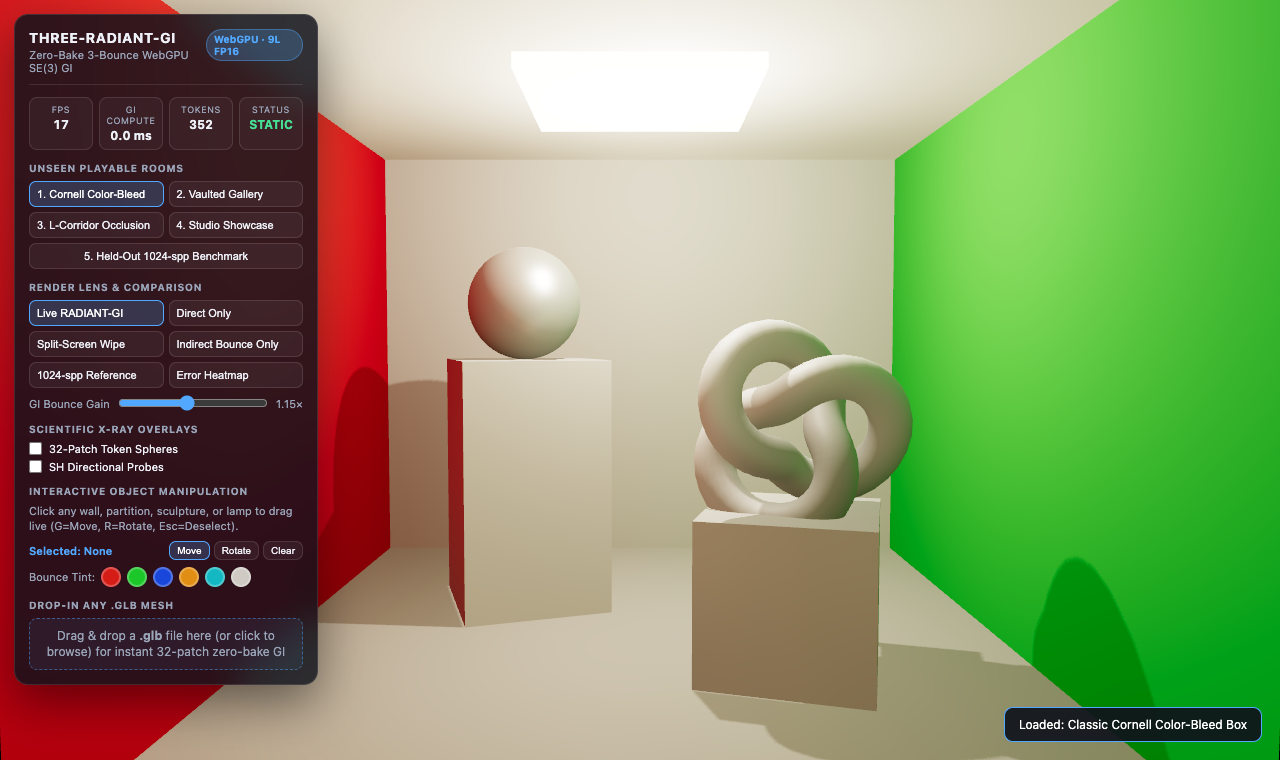 THREE-RADIANT-GI
Zero-Bake 3-Bounce WebGPU
SE(3) GI
WebGPU · 9L
FP16
FPS
17
GI
COMPUTE
0.0 ms
TOKENS
352
STATUS
STATIC
UNSEEN PLAYABLE ROOMS
1. Cornell Color-Bleed
2. Vaulted Gallery
3. L-Corridor Occlusion
4. Studio Showcase
5. Held-Out 1024-spp Benchmark
RENDER LENS & COMPARISON
Live RADIANT-GI
Direct Only
Split-Screen Wipe
Indirect Bounce Only
1024-spp Reference
Error Heatmap
GI Bounce Gain
1.15×
SCIENTIFIC X-RAY OVERLAYS
32-Patch Token Spheres
SH Directional Probes
INTERACTIVE OBJECT MANIPULATION
Click any wall, partition, sculpture, or lamp to drag
live (G=Move, R=Rotate, Esc=Deselect).
Selected: None
Move
Rotate
Clear
Bounce Tint:
DROP-IN ANY .GLB MESH
Drag & drop a .glb file here (or click to
browse) for instant 32-patch zero-bake GI
Loaded: Classic Cornell Color-Bleed Box